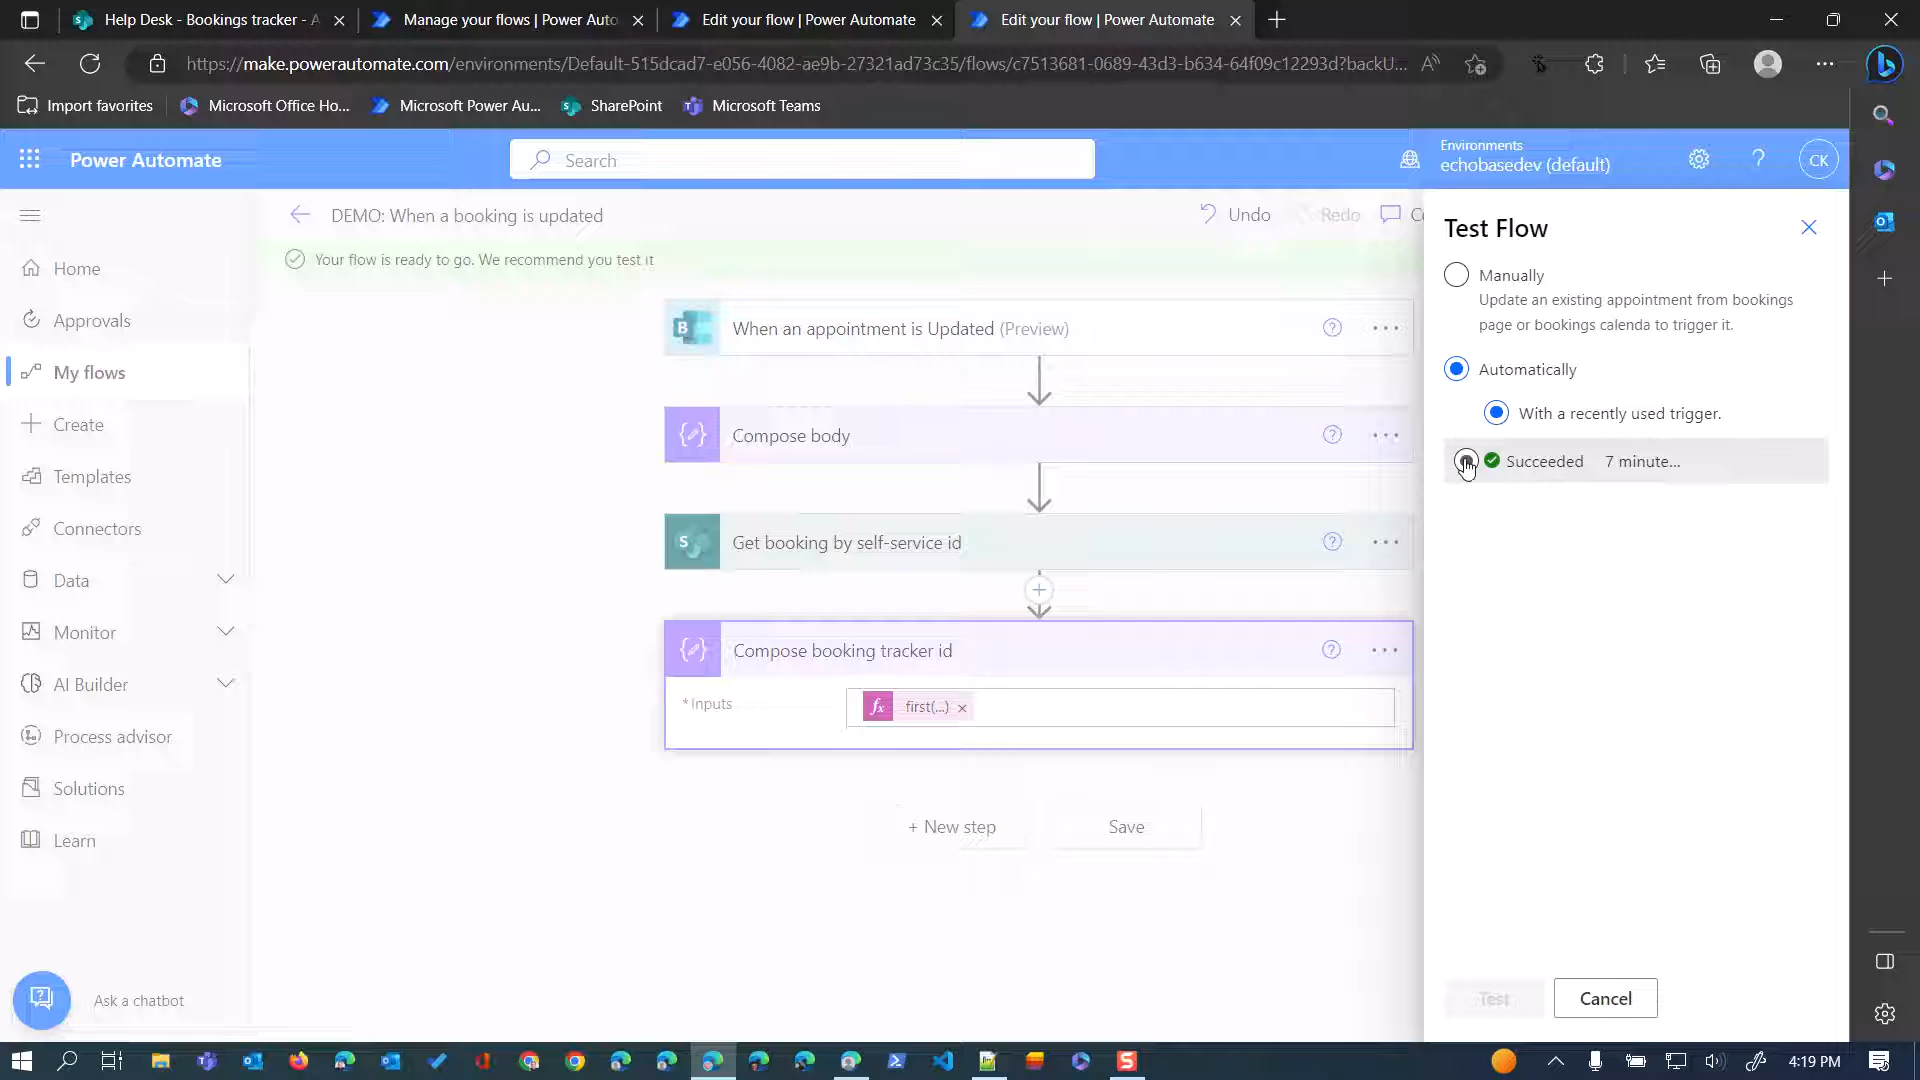 Help Desk - Bookings tracker - A
Manage your flows | Power Auto
Edit your flow | Power Automate
Edit your flow | Power Automate
https://make.powerautomate.com/environments/Default-515dcad7-e056-4082-ae9b-27321ad73c35/flows/c7513681-0689-43d3-b634-64f09c12293d?backU...
Import favorites
Microsoft Office Ho...
Microsoft Power Au...
SharePoint
Microsoft Teams
Power Automate
Search
Environments
echobasedev (default)
CK
DEMO: When a booking is updated
Undo
Redo
Your flow is ready to go. We recommend you test it
Home
Approvals
My flows
Create
Templates
Connectors
Data
Monitor
AI Builder
Process advisor
Solutions
Learn
Ask a chatbot
When an appointment is Updated (Preview)
Compose body
Get booking by self-service id
Compose booking tracker id
* Inputs
fx first(...) ×
+ New step
Save
Test Flow
Manually
Update an existing appointment from bookings
page or bookings calenda to trigger it.
Automatically
With a recently used trigger.
Succeeded 7 minute...
Test
Cancel
4:19 PM